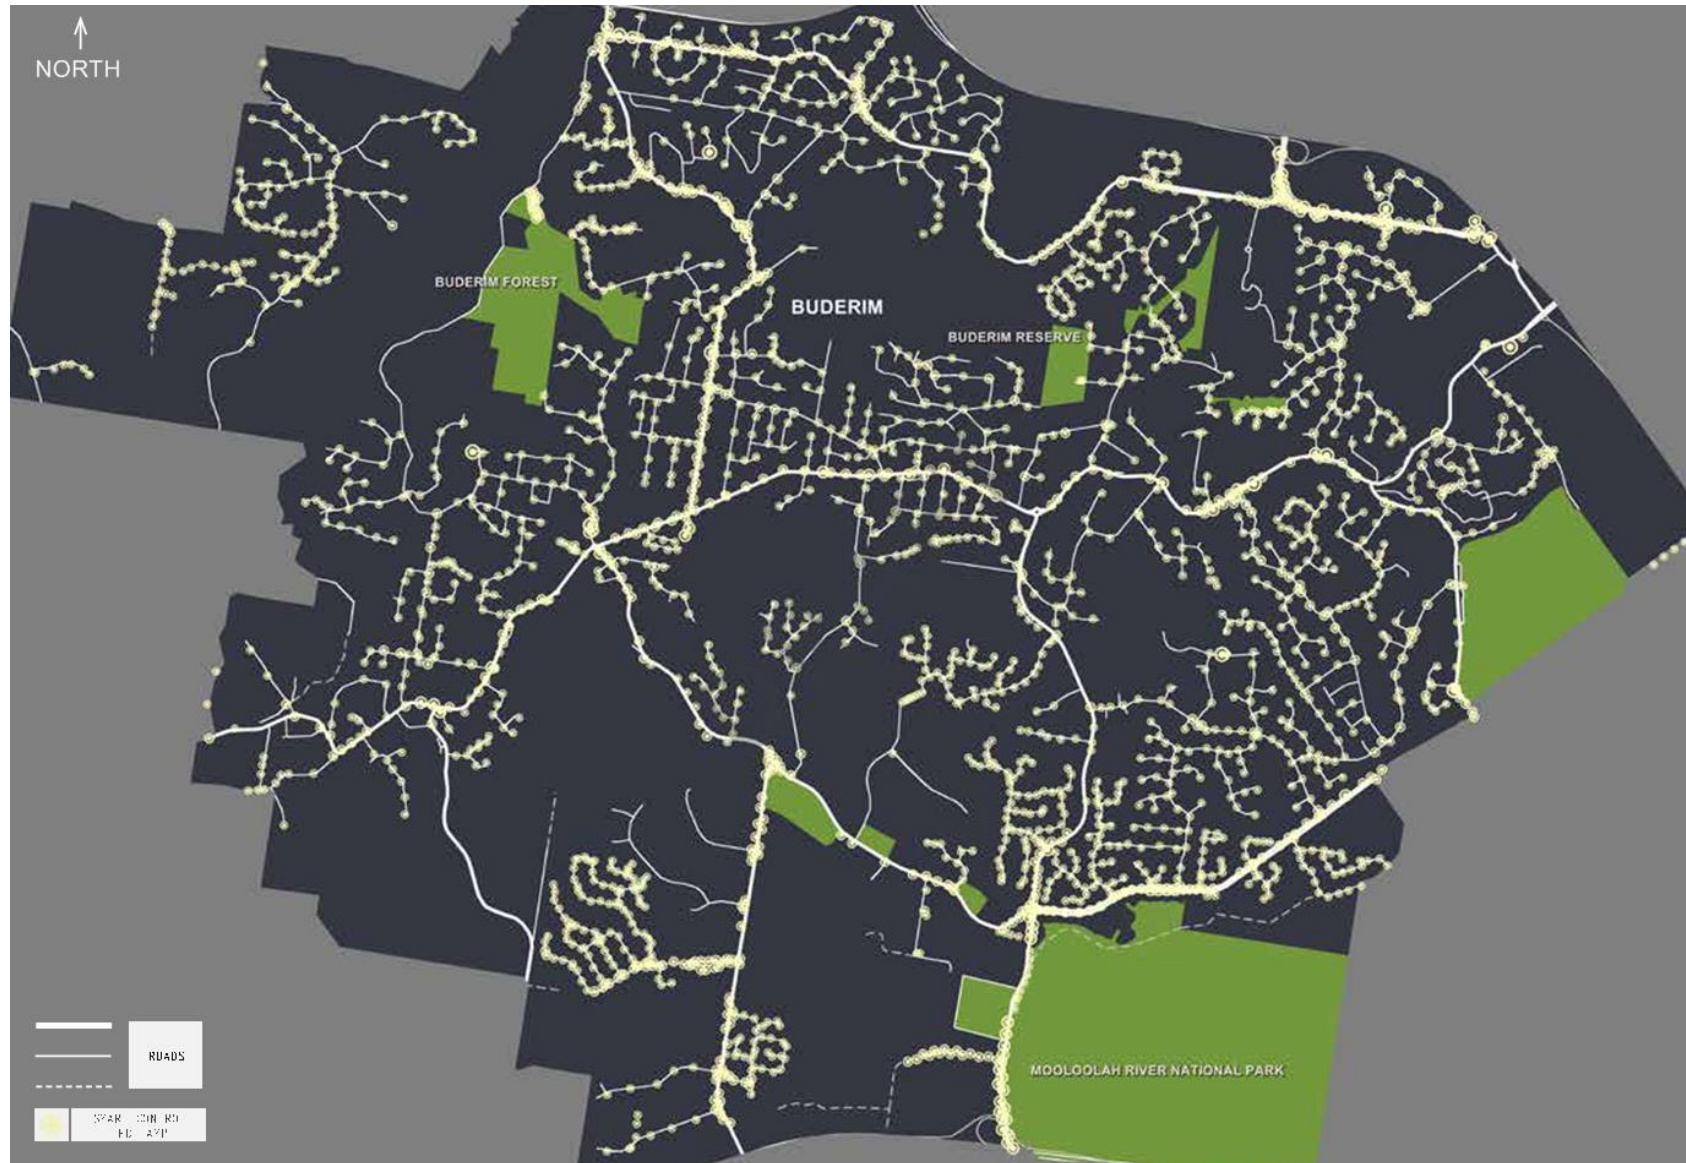 NORTH
BUDERIM FOREST
BUDERIM
BUDERIM RESERVE
MOOLOOLAH RIVER NATIONAL PARK
ROADS